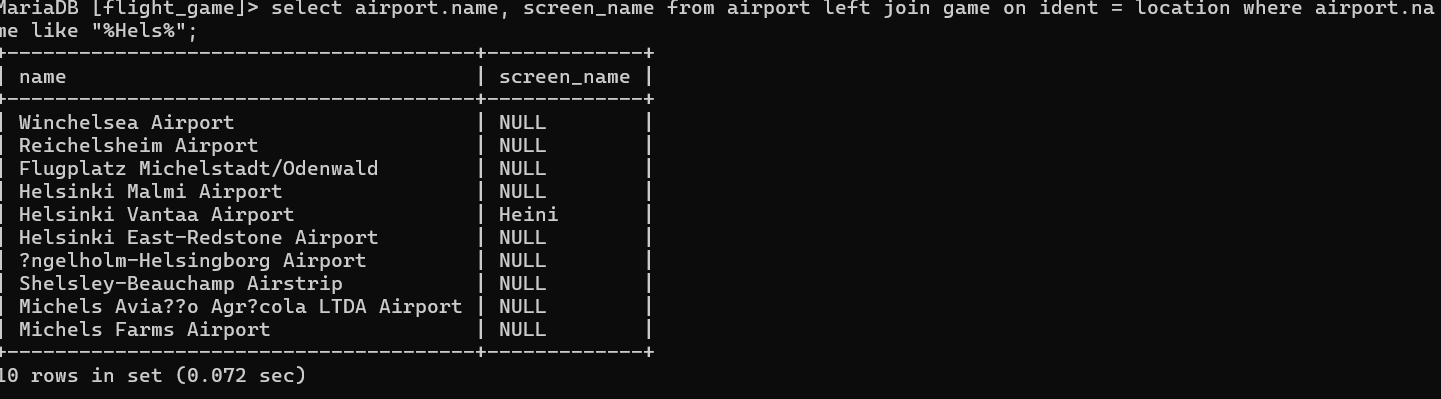 MariaDB [flight_game]> select airport.name, screen_name from airport left join game on ident = location where airport.na
me like "%Hels%";
+---------------------------------------+-------------+
| name                                  | screen_name |
+---------------------------------------+-------------+
| Winchelsea Airport                    | NULL        |
| Reichelsheim Airport                  | NULL        |
| Flugplatz Michelstadt/Odenwald        | NULL        |
| Helsinki Malmi Airport                | NULL        |
| Helsinki Vantaa Airport               | Heini       |
| Helsinki East-Redstone Airport        | NULL        |
| ?ngelholm-Helsingborg Airport         | NULL        |
| Shelsley-Beauchamp Airstrip           | NULL        |
| Michels Avia??o Agr?cola LTDA Airport | NULL        |
| Michels Farms Airport                 | NULL        |
+---------------------------------------+-------------+
10 rows in set (0.072 sec)